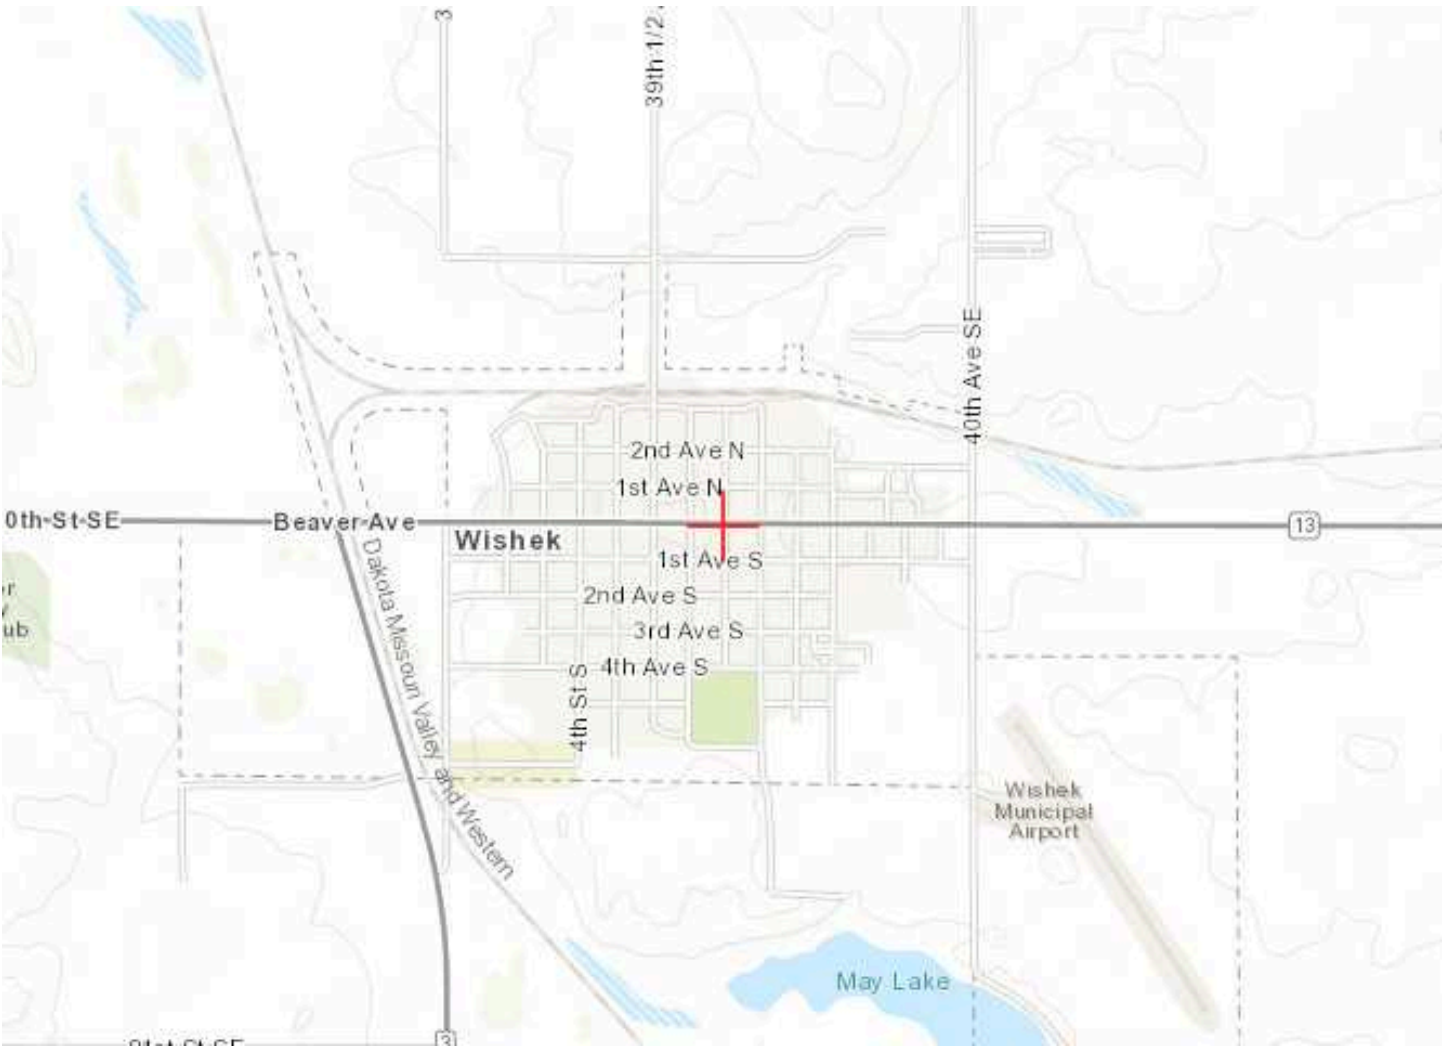 3
39th 1/2
40th Ave SE
2nd Ave N
1st Ave N
0th-St-SE
Beaver-Ave
13
Wishek
1st Ave S
2nd Ave S
3rd Ave S
4th Ave S
4th St S
ub
Dakota Missouri Valley and Western
Wishek
Municipal
Airport
May Lake
3